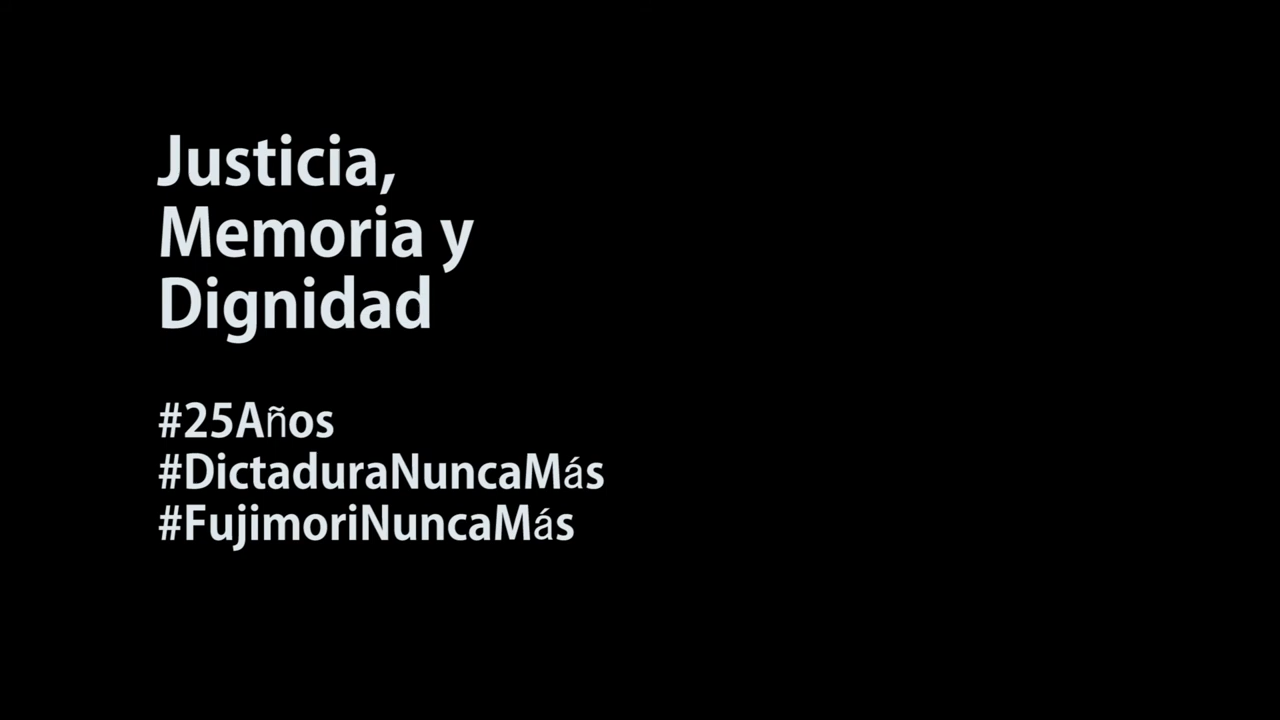 Justicia,
Memoria y
Dignidad
#25Años
#DictaduraNuncaMás
#FujimoriNuncaMás